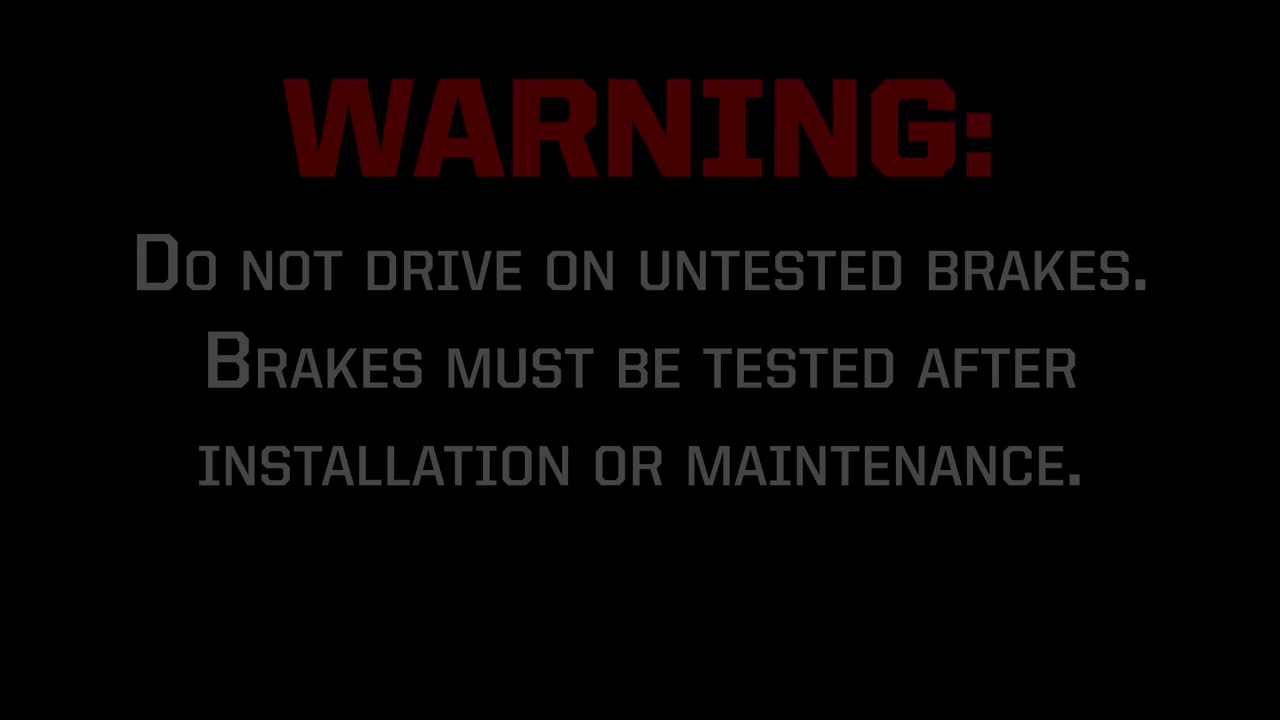 WARNING:
Do not drive on untested brakes.
Brakes must be tested after
installation or maintenance.